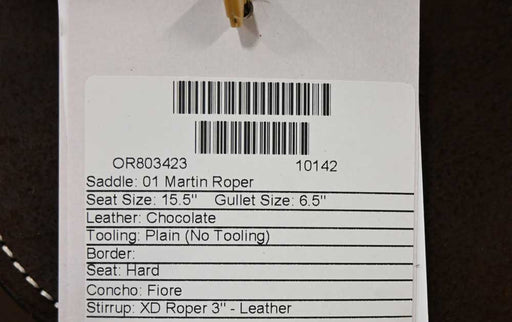 OR803423 10142
Saddle: 01 Martin Roper
Seat Size: 15.5" Gullet Size: 6.5"
Leather: Chocolate
Tooling: Plain (No Tooling)
Border:
Seat: Hard
Concho: Fiore
Stirrup: XD Roper 3" - Leather